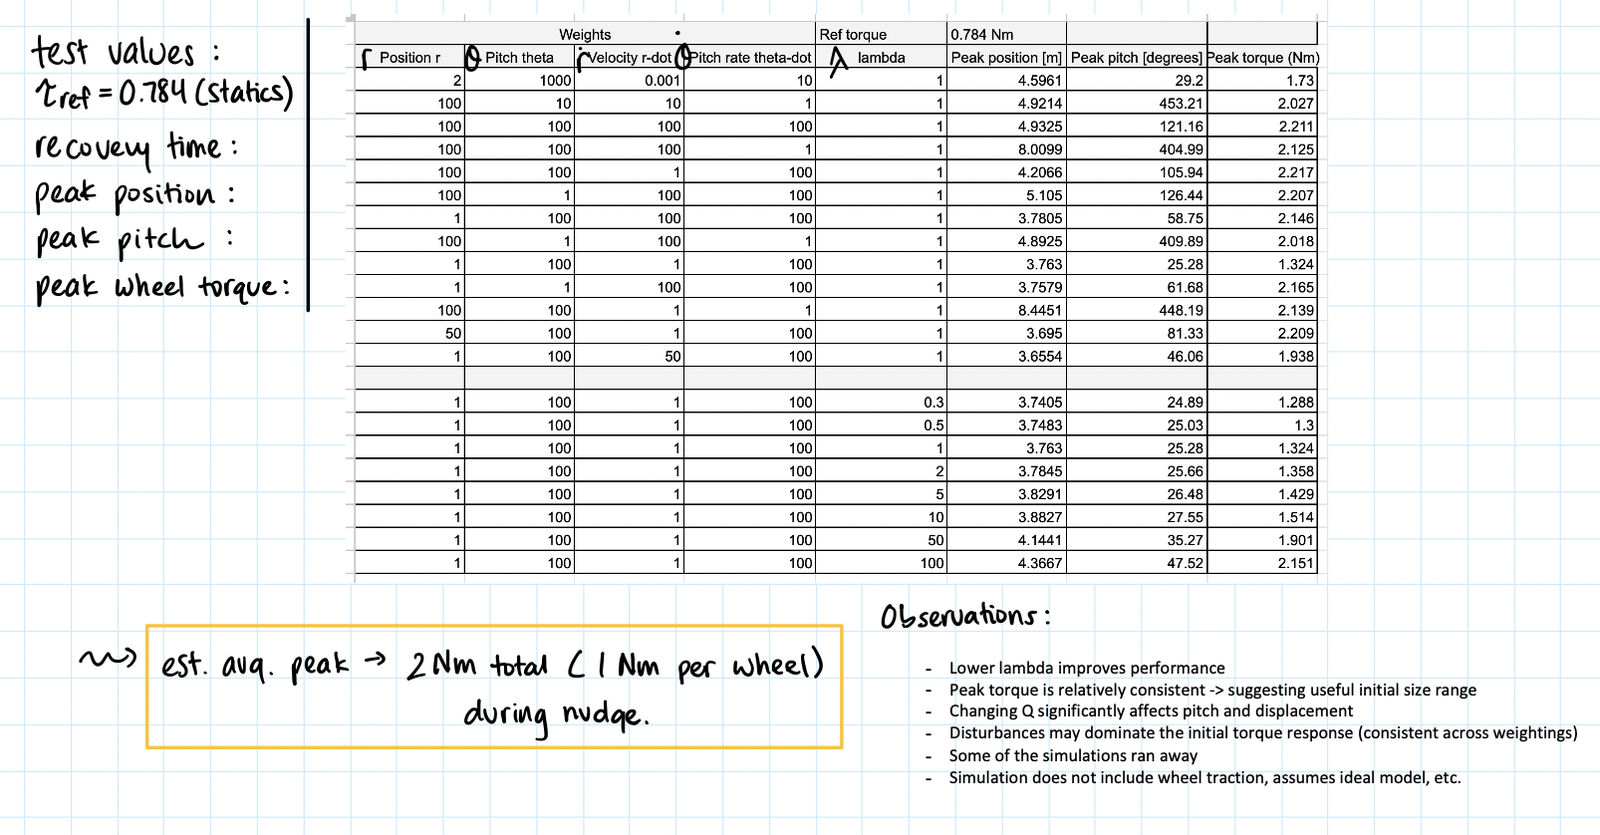 test values :
τref = 0.784 (statics)
recovery time :
peak position :
peak pitch :
peak wheel torque :
Weights Ref torque 0.784 Nm
r Position r θ Pitch theta ṙ Velocity r-dot θ̇ Pitch rate theta-dot λ lambda Peak position [m] Peak pitch [degrees] Peak torque (Nm)
2 1000 0.001 10 1 4.5961 29.2 1.73
100 10 10 1 1 4.9214 453.21 2.027
100 100 100 100 1 4.9325 121.16 2.211
100 100 100 1 1 8.0099 404.99 2.125
100 100 1 100 1 4.2066 105.94 2.217
100 1 100 100 1 5.105 126.44 2.207
1 100 100 100 1 3.7805 58.75 2.146
100 1 100 1 1 4.8925 409.89 2.018
1 100 1 100 1 3.763 25.28 1.324
1 1 100 100 1 3.7579 61.68 2.165
100 100 1 1 1 8.4451 448.19 2.139
50 100 1 100 1 3.695 81.33 2.209
1 100 50 100 1 3.6554 46.06 1.938
1 100 1 100 0.3 3.7405 24.89 1.288
1 100 1 100 0.5 3.7483 25.03 1.3
1 100 1 100 1 3.763 25.28 1.324
1 100 1 100 2 3.7845 25.66 1.358
1 100 1 100 5 3.8291 26.48 1.429
1 100 1 100 10 3.8827 27.55 1.514
1 100 1 100 50 4.1441 35.27 1.901
1 100 1 100 100 4.3667 47.52 2.151
est. avg. peak → 2 Nm total ( 1 Nm per wheel)
during nudge.
Observations :
- Lower lambda improves performance
- Peak torque is relatively consistent -> suggesting useful initial size range
- Changing Q significantly affects pitch and displacement
- Disturbances may dominate the initial torque response (consistent across weightings)
- Some of the simulations ran away
- Simulation does not include wheel traction, assumes ideal model, etc.